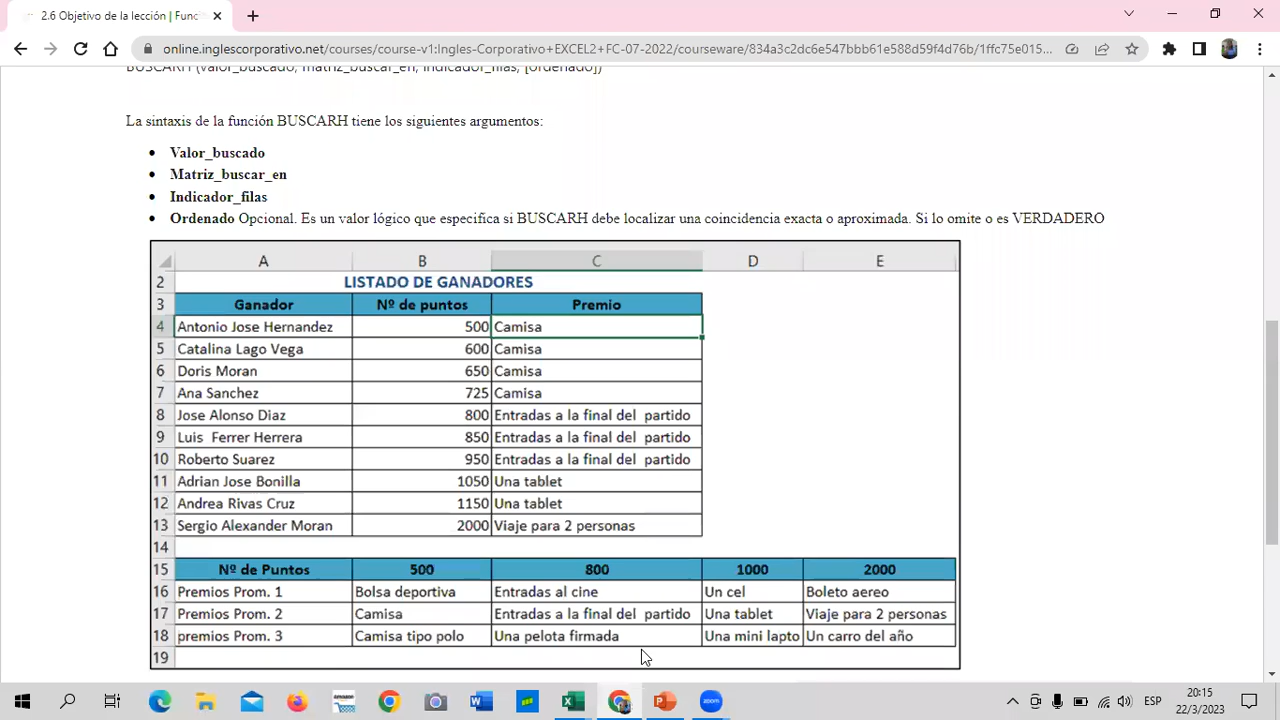 2.6 Objetivo de la lección | Func
online.inglescorporativo.net/courses/course-v1:Ingles-Corporativo+EXCEL2+FC-07-2022/courseware/834a3c2dc6e547bbb61e588d59f4d76b/1ffc75e015...
BUSCARH (valor_buscado, matriz_buscar_en, indicador_filas, [ordenado])
La sintaxis de la función BUSCARH tiene los siguientes argumentos:
• Valor_buscado
• Matriz_buscar_en
• Indicador_filas
• Ordenado Opcional. Es un valor lógico que especifica si BUSCARH debe localizar una coincidencia exacta o aproximada. Si lo omite o es VERDADERO
A B C D E
2 LISTADO DE GANADORES
3 Ganador Nº de puntos Premio
4 Antonio Jose Hernandez 500 Camisa
5 Catalina Lago Vega 600 Camisa
6 Doris Moran 650 Camisa
7 Ana Sanchez 725 Camisa
8 Jose Alonso Diaz 800 Entradas a la final del partido
9 Luis Ferrer Herrera 850 Entradas a la final del partido
10 Roberto Suarez 950 Entradas a la final del partido
11 Adrian Jose Bonilla 1050 Una tablet
12 Andrea Rivas Cruz 1150 Una tablet
13 Sergio Alexander Moran 2000 Viaje para 2 personas
14
15 Nº de Puntos 500 800 1000 2000
16 Premios Prom. 1 Bolsa deportiva Entradas al cine Un cel Boleto aereo
17 Premios Prom. 2 Camisa Entradas a la final del partido Una tablet Viaje para 2 personas
18 premios Prom. 3 Camisa tipo polo Una pelota firmada Una mini lapto Un carro del año
19
ESP
20:15
22/3/2023